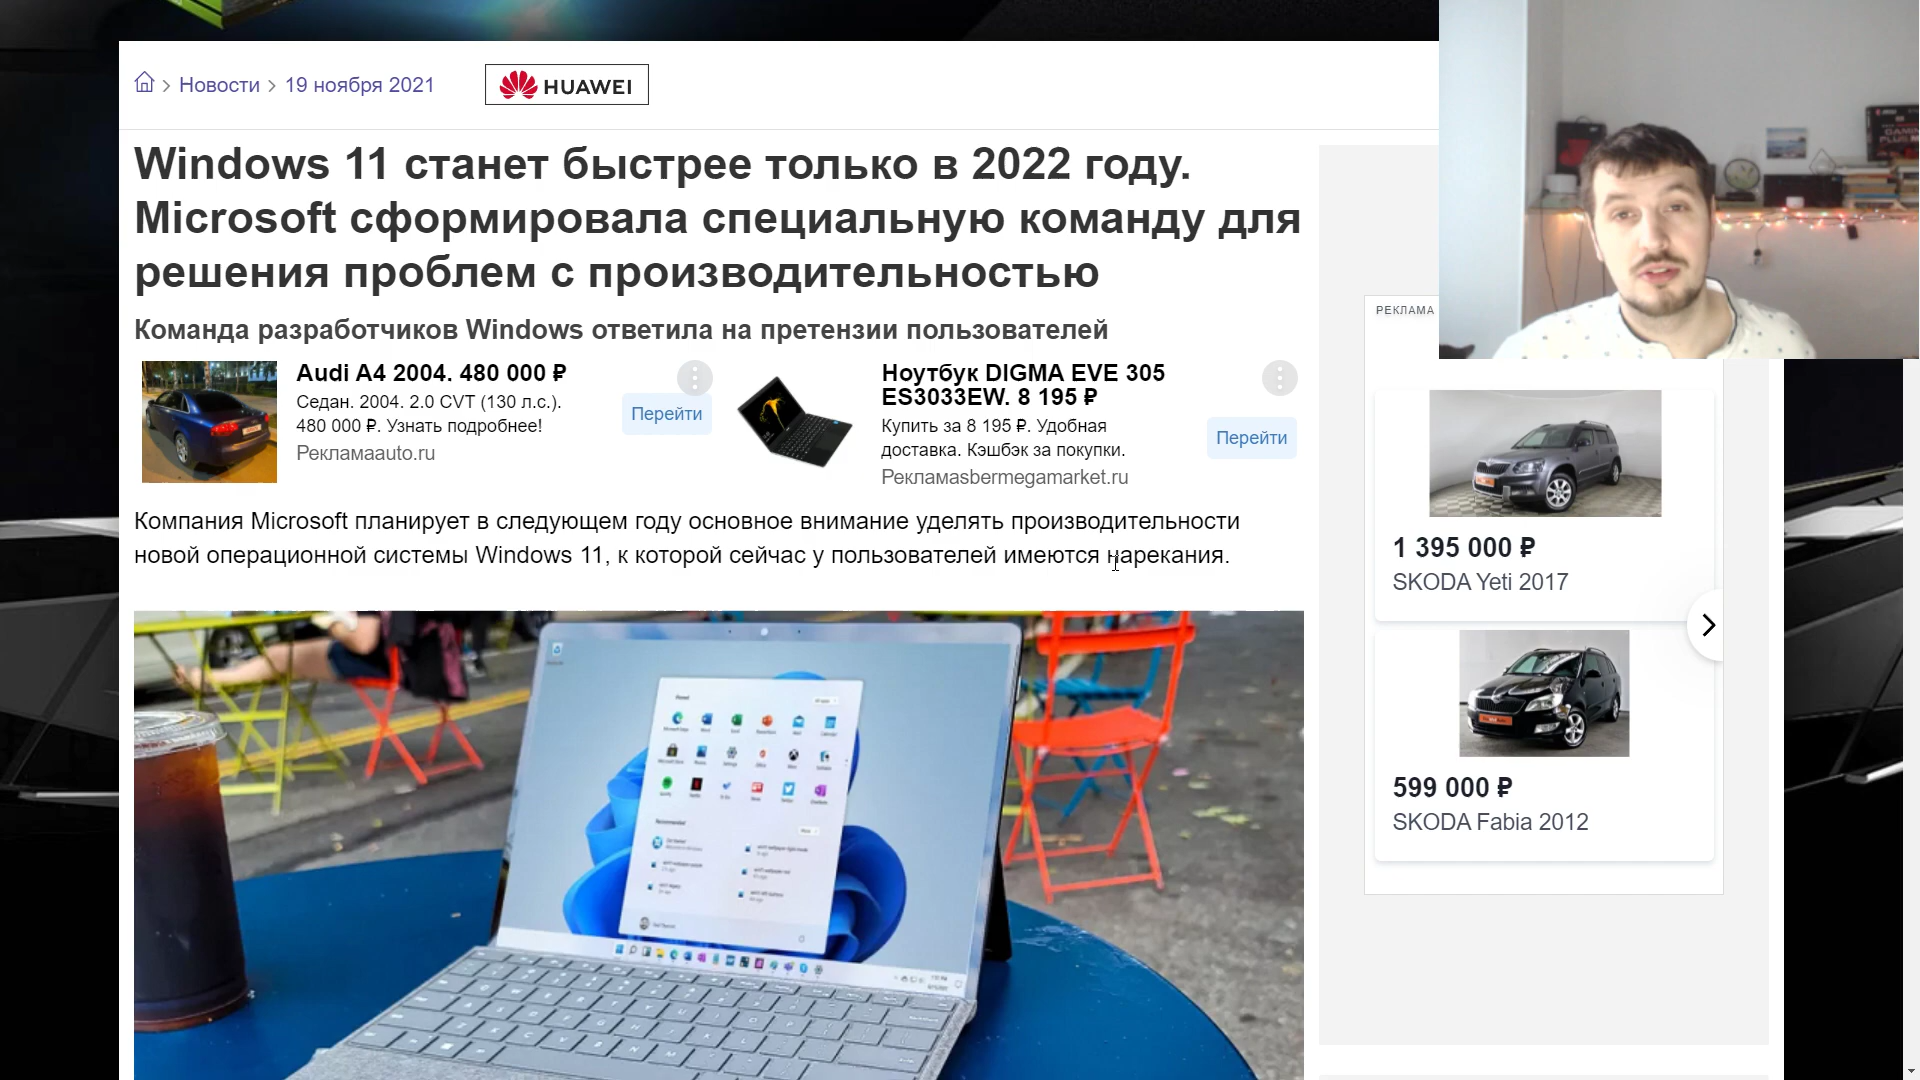 Новости
19 ноября 2021
HUAWEI
Windows 11 станет быстрее только в 2022 году.
Microsoft сформировала специальную команду для
решения проблем с производительностью
Команда разработчиков Windows ответила на претензии пользователей
Audi A4 2004. 480 000 ₽
Седан. 2004. 2.0 CVT (130 л.с.).
480 000 ₽. Узнать подробнее!
Рекламаauto.ru
Перейти
Ноутбук DIGMA EVE 305
ES3033EW. 8 195 ₽
Купить за 8 195 ₽. Удобная
доставка. Кэшбэк за покупки.
Рекламаsbermegamarket.ru
Перейти
Компания Microsoft планирует в следующем году основное внимание уделять производительности
новой операционной системы Windows 11, к которой сейчас у пользователей имеются нарекания.
РЕКЛАМА
1 395 000 ₽
SKODA Yeti 2017
599 000 ₽
SKODA Fabia 2012